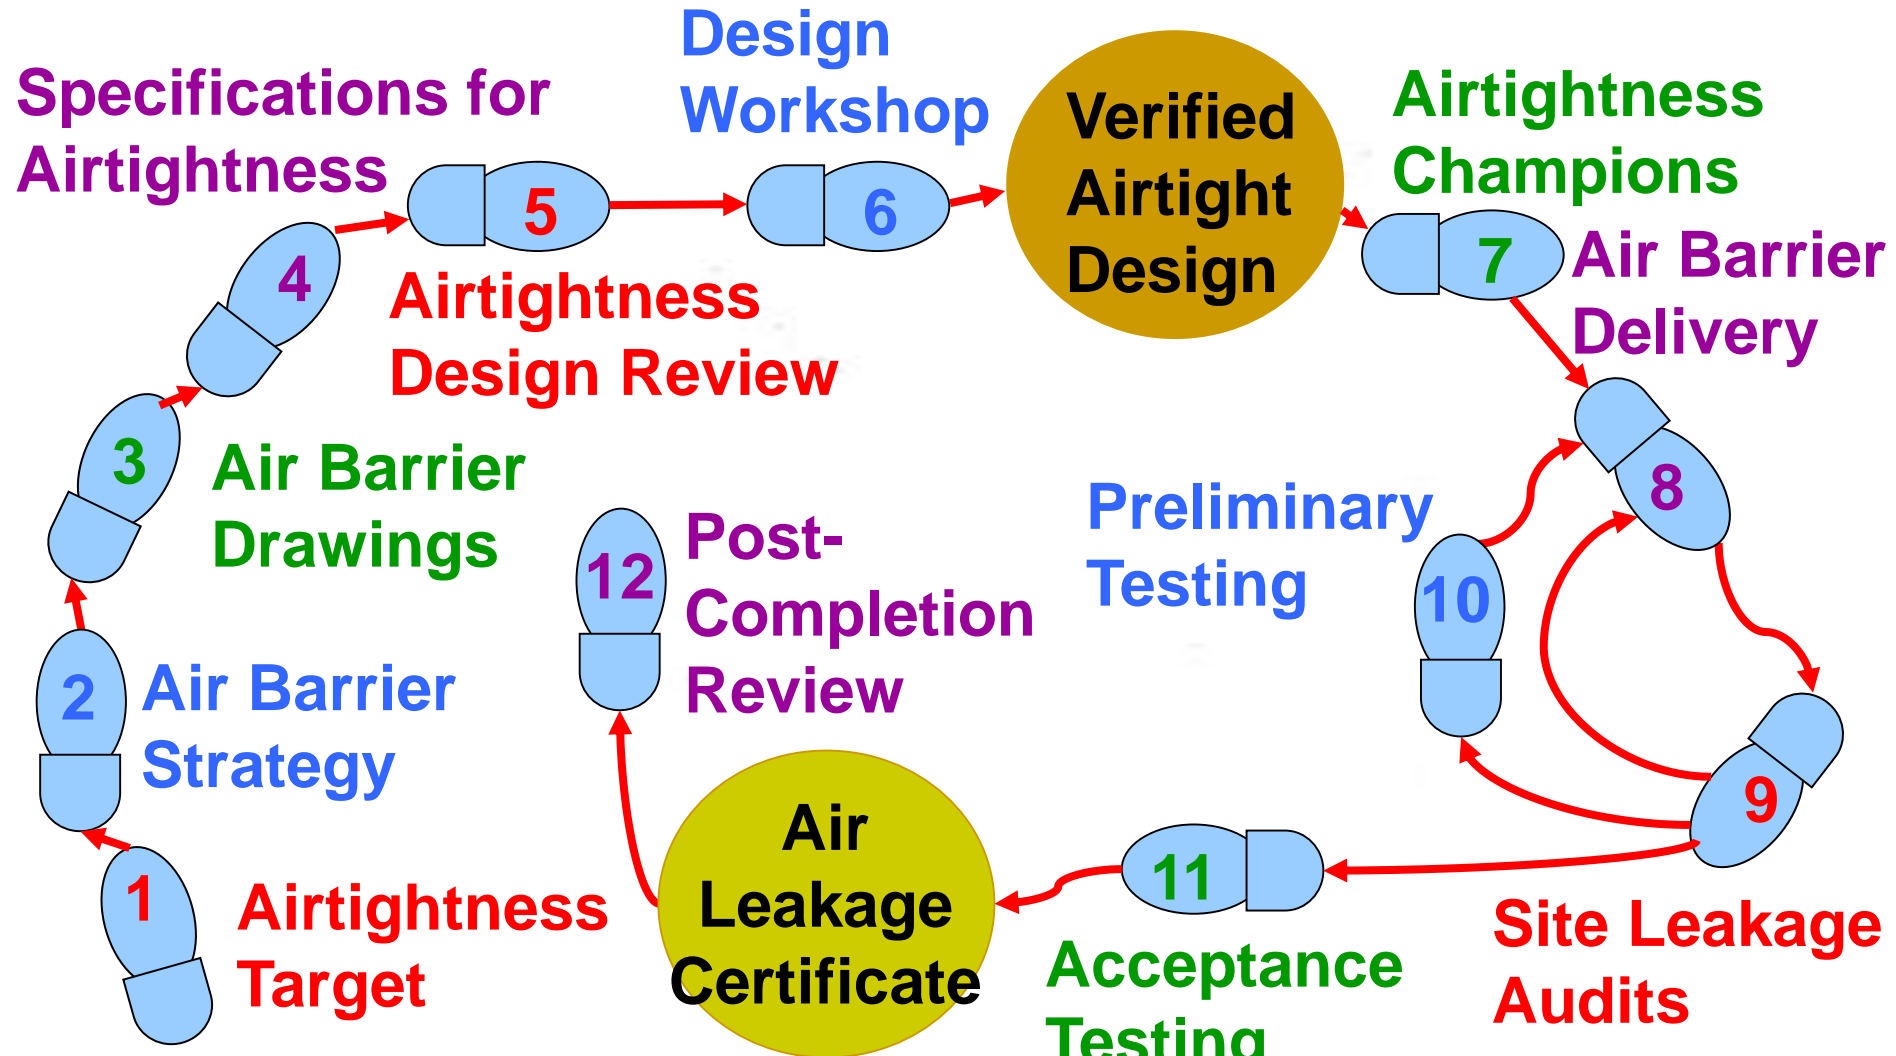 1
Airtightness
Target
2
Air Barrier
Strategy
3
Air Barrier
Drawings
4
Specifications for
Airtightness
5
Airtightness
Design Review
6
Design
Workshop
Verified
Airtight
Design
7
Airtightness
Champions
8
Air Barrier
Delivery
9
Site Leakage
Audits
10
Preliminary
Testing
11
Acceptance
Testing
Air
Leakage
Certificate
12
Post-
Completion
Review